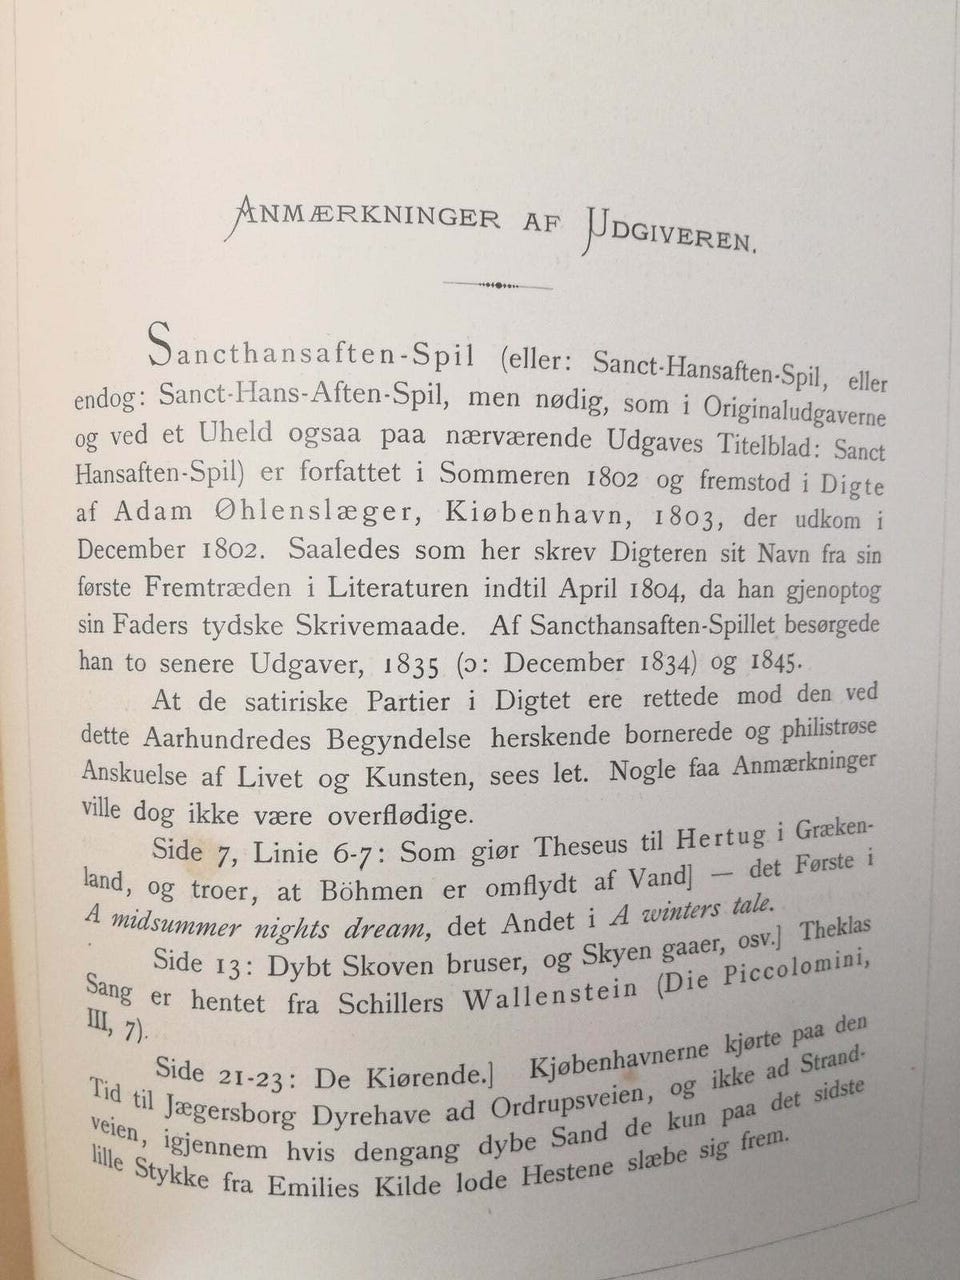 ANMÆRKNINGER AF UDGIVEREN.
Sancthansaften-Spil (eller: Sanct-Hansaften-Spil, eller
endog: Sanct-Hans-Aften-Spil, men nødig, som i Originaludgaverne
og ved et Uheld ogsaa paa nærværende Udgaves Titelblad: Sanct
Hansaften-Spil) er forfattet i Sommeren 1802 og fremstod i Digte
af Adam Øhlenslæger, Kiøbenhavn, 1803, der udkom i
December 1802. Saaledes som her skrev Digteren sit Navn fra sin
første Fremtræden i Literaturen indtil April 1804, da han gjenoptog
sin Faders tydske Skrivemaade. Af Sancthansaften-Spillet besørgede
han to senere Udgaver, 1835 (ɔ: December 1834) og 1845.
At de satiriske Partier i Digtet ere rettede mod den ved
dette Aarhundredes Begyndelse herskende bornerede og philistrøse
Anskuelse af Livet og Kunsten, sees let. Nogle faa Anmærkninger
ville dog ikke være overflødige.
Side 7, Linie 6-7: Som giør Theseus til Hertug i Græken-
land, og troer, at Böhmen er omflydt af Vand] — det Første i
A midsummer nights dream, det Andet i A winters tale.
Side 13: Dybt Skoven bruser, og Skyen gaaer, osv.] Theklas
Sang er hentet fra Schillers Wallenstein (Die Piccolomini,
III, 7).
Side 21-23: De Kiørende.] Kjøbenhavnerne kjørte paa den
Tid til Jægersborg Dyrehave ad Ordrupsveien, og ikke ad Strand-
veien, igjennem hvis dengang dybe Sand de kun paa det sidste
lille Stykke fra Emilies Kilde lode Hestene slæbe sig frem.